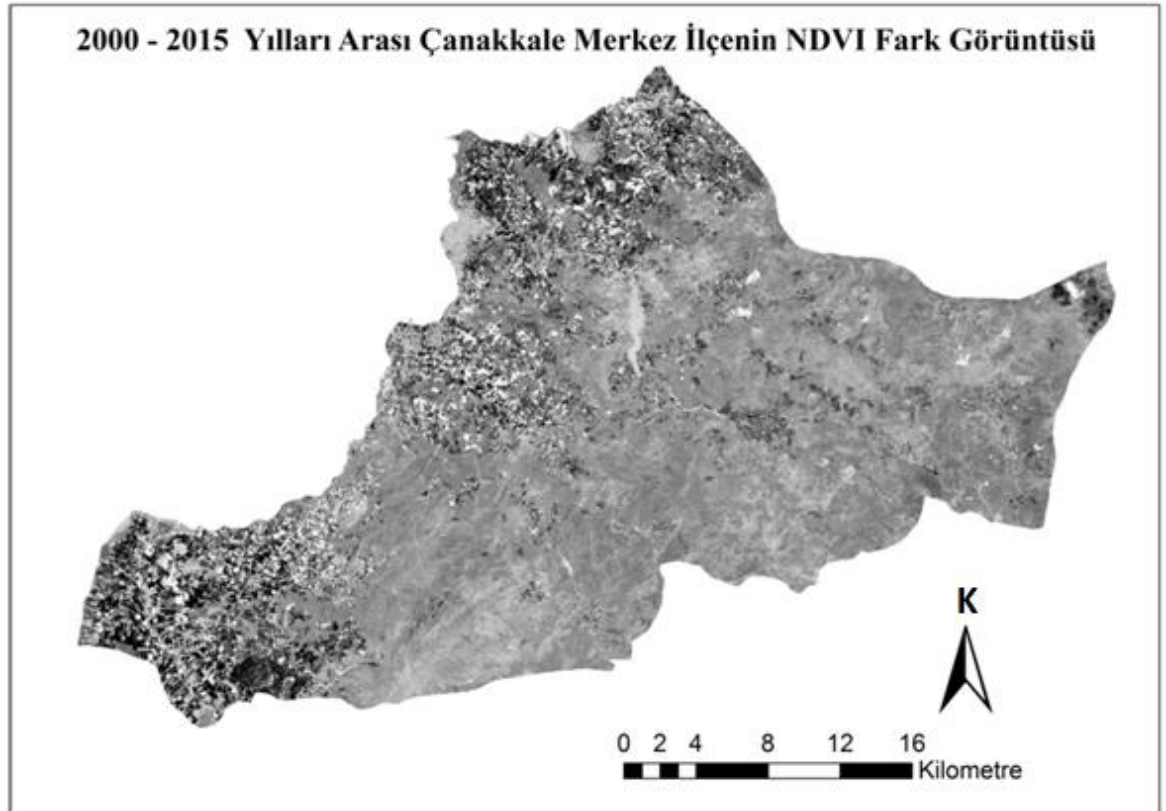 2000 - 2015 Yılları Arası Çanakkale Merkez İlçenin NDVI Fark Görüntüsü
K
0 2 4 8 12 16
Kilometre